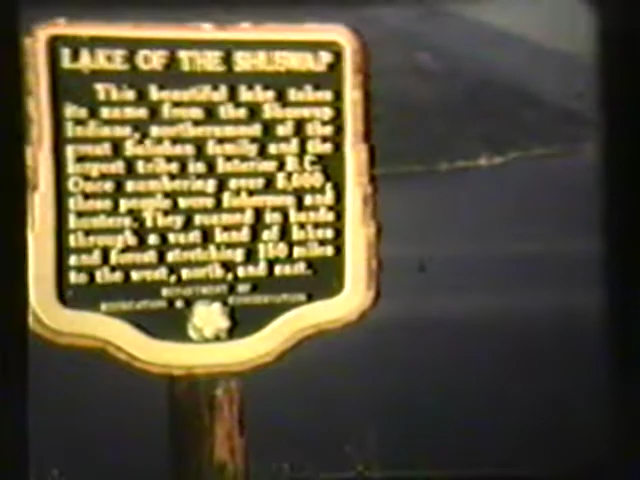 LAKE OF THE SHUSWAP
This beautiful lake takes
its name from the Shuswap
Indians, northernmost of the
great Salishan family and the
largest tribe in Interior B.C.
Once numbering over 5,000,
these people were fishermen and
hunters. They roamed in bands
through a vast land of lakes
and forest stretching 150 miles
to the west, north, and east.
DEPARTMENT OF
RECREATION & CONSERVATION